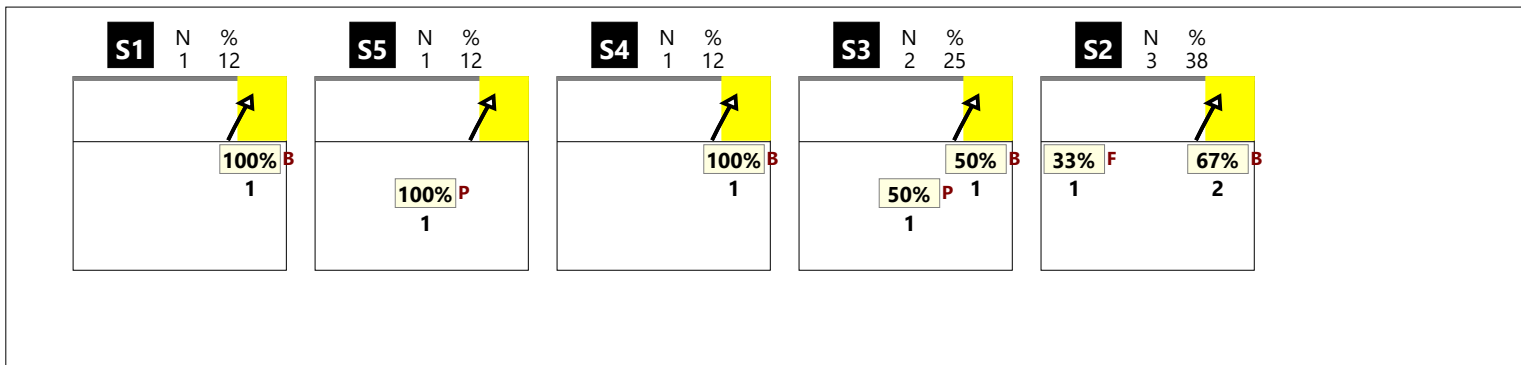 S1 N % 1 12
100% B
1
S5 N % 1 12
100% P
1
S4 N % 1 12
100% B
1
S3 N % 2 25
50% B
1
50% P
1
S2 N % 3 38
33% F
1
67% B
2